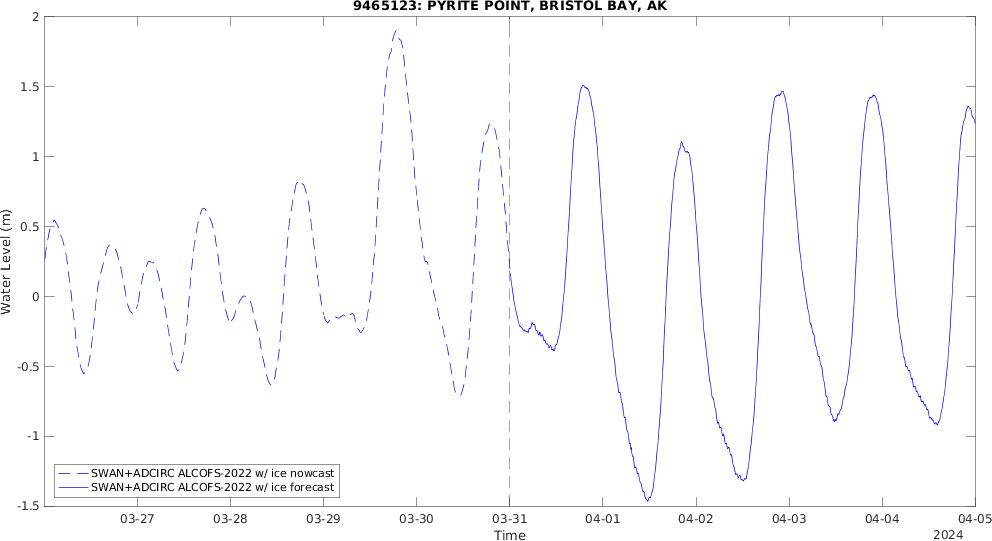 9465123: PYRITE POINT, BRISTOL BAY, AK
2
1.5
1
0.5
0
-0.5
-1
-1.5
Water Level (m)
SWAN+ADCIRC ALCOFS-2022 w/ ice nowcast
SWAN+ADCIRC ALCOFS-2022 w/ ice forecast
03-27 03-28 03-29 03-30 03-31 04-01 04-02 04-03 04-04 04-05
Time
2024